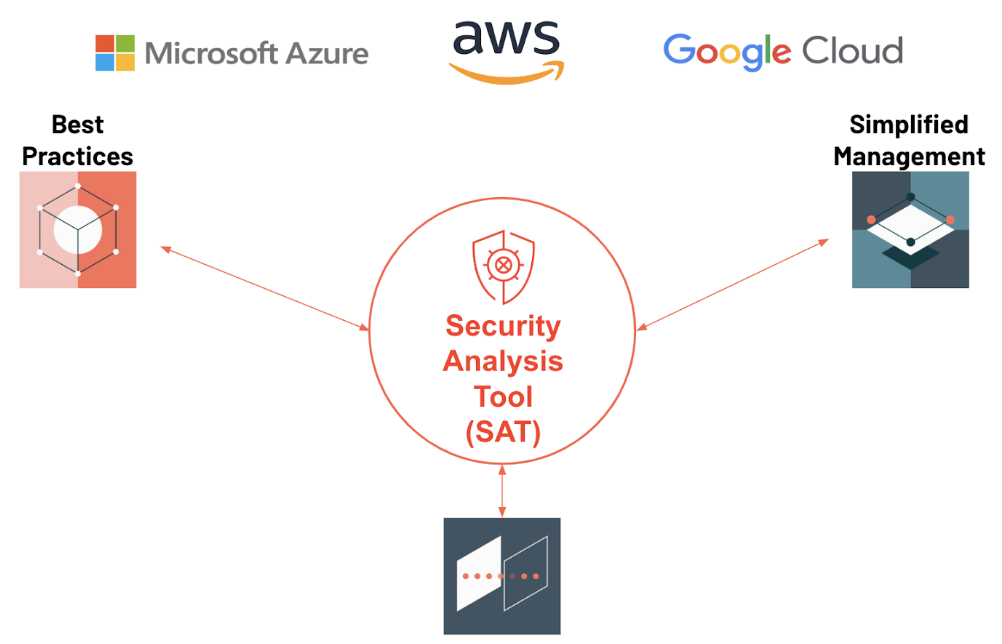 Microsoft Azure
aws
Google Cloud
Best
Practices
Simplified
Management
Security
Analysis
Tool
(SAT)